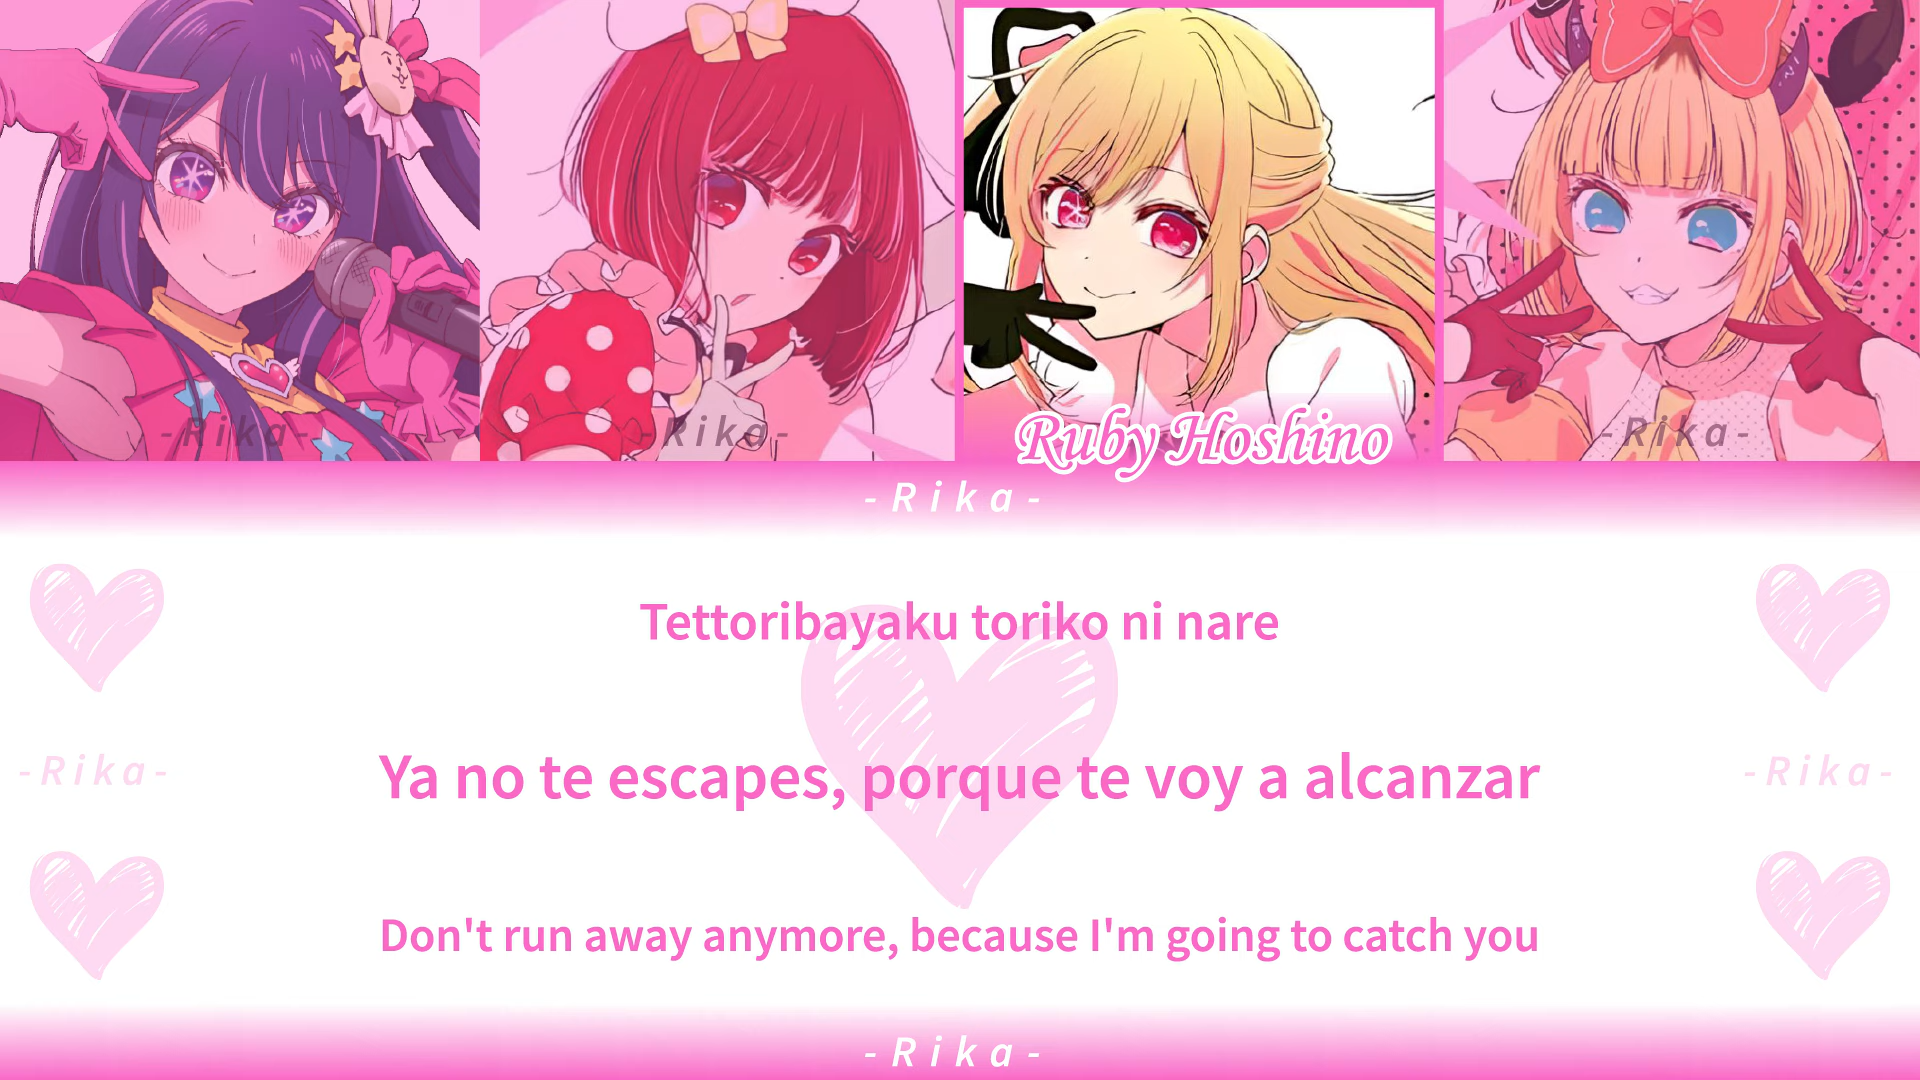 -Rika-
-Rika-
Ruby Hoshino
-Rika-
-Rika-
Tettoribayaku toriko ni nare
-Rika-
Ya no te escapes, porque te voy a alcanzar
-Rika-
Don't run away anymore, because I'm going to catch you
-Rika-